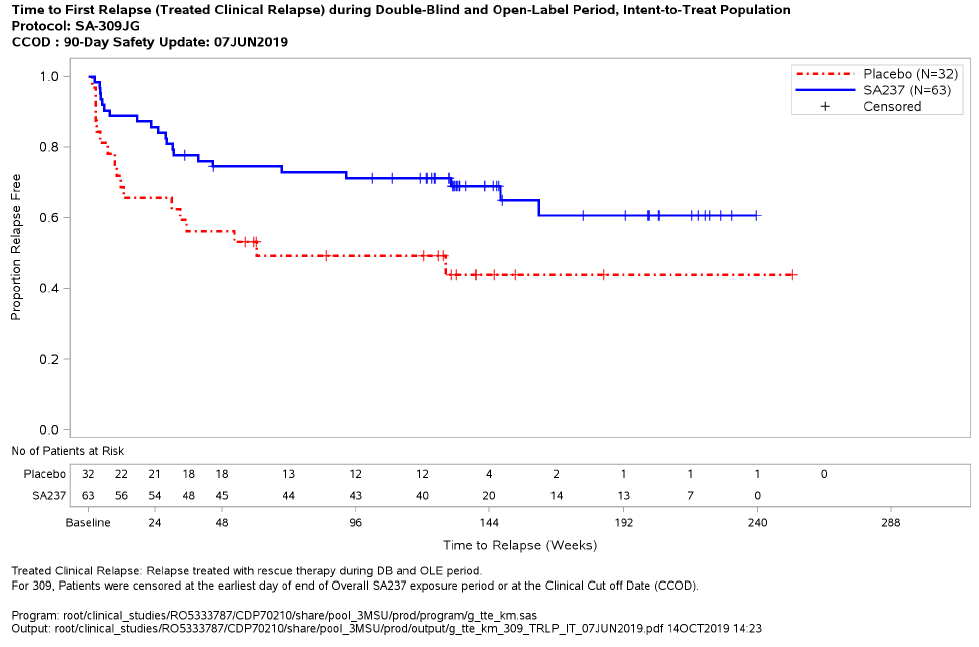 Time to First Relapse (Treated Clinical Relapse) during Double-Blind and Open-Label Period, Intent-to-Treat Population
Protocol: SA-309JG
CCOD : 90-Day Safety Update: 07JUN2019
Placebo (N=32)
SA237 (N=63)
Censored
Proportion Relapse Free
1.0
0.8
0.6
0.4
0.2
0.0
No of Patients at Risk
Placebo 32 22 21 18 18 13 12 12 4 2 1 1 1 0
SA237 63 56 54 48 45 44 43 40 20 14 13 7 0
Baseline 24 48 96 144 192 240 288
Time to Relapse (Weeks)
Treated Clinical Relapse: Relapse treated with rescue therapy during DB and OLE period.
For 309, Patients were censored at the earliest day of end of Overall SA237 exposure period or at the Clinical Cut off Date (CCOD).
Program: root/clinical_studies/RO5333787/CDP70210/share/pool_3MSU/prod/program/g_tte_km.sas
Output: root/clinical_studies/RO5333787/CDP70210/share/pool_3MSU/prod/output/g_tte_km_309_TRLP_IT_07JUN2019.pdf 14OCT2019 14:23